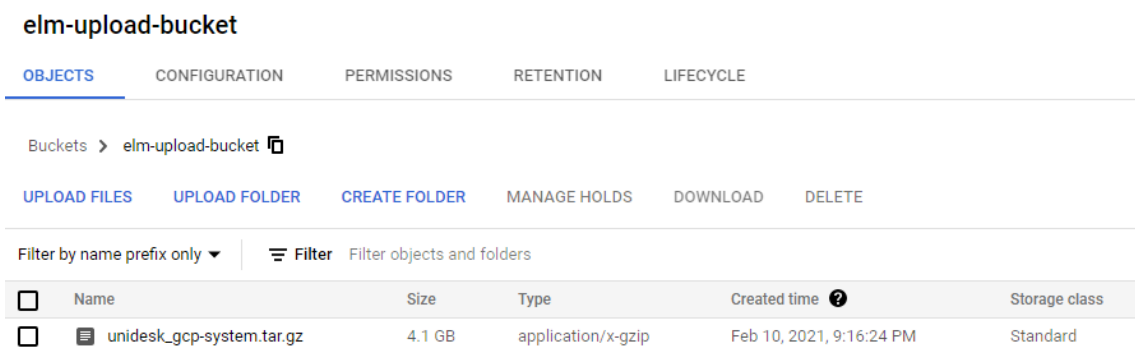 elm-upload-bucket
OBJECTS CONFIGURATION PERMISSIONS RETENTION LIFECYCLE
Buckets > elm-upload-bucket
UPLOAD FILES UPLOAD FOLDER CREATE FOLDER MANAGE HOLDS DOWNLOAD DELETE
Filter by name prefix only Filter Filter objects and folders
Name Size Type Created time ? Storage class
unidesk_gcp-system.tar.gz 4.1 GB application/x-gzip Feb 10, 2021, 9:16:24 PM Standard